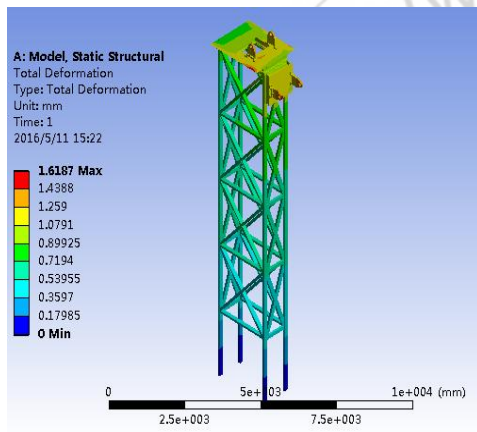 A: Model, Static Structural
Total Deformation
Type: Total Deformation
Unit: mm
Time: 1
2016/5/11 15:22
1.6187 Max
1.4388
1.259
1.0791
0.89925
0.7194
0.53955
0.3597
0.17985
0 Min
0 5e+003 1e+004 (mm)
2.5e+003 7.5e+003